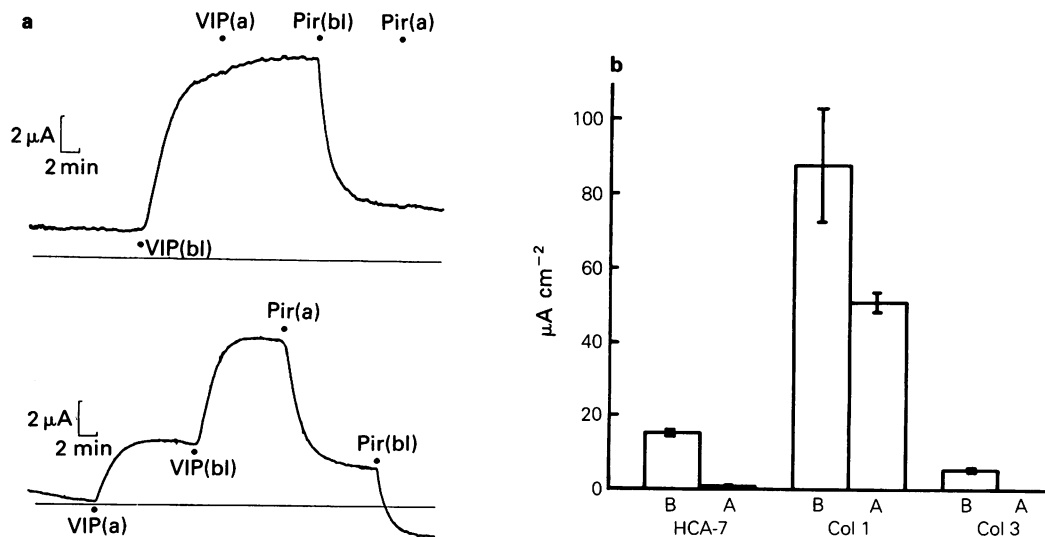 a
VIP(a) Pir(bl) Pir(a)
2 µA
2 min
VIP(bl)
Pir(a)
2 µA
2 min
VIP(bl)
Pir(bl)
VIP(a)
b
µA cm⁻²
100
80
60
40
20
0
B A B A B A
HCA-7 Col 1 Col 3